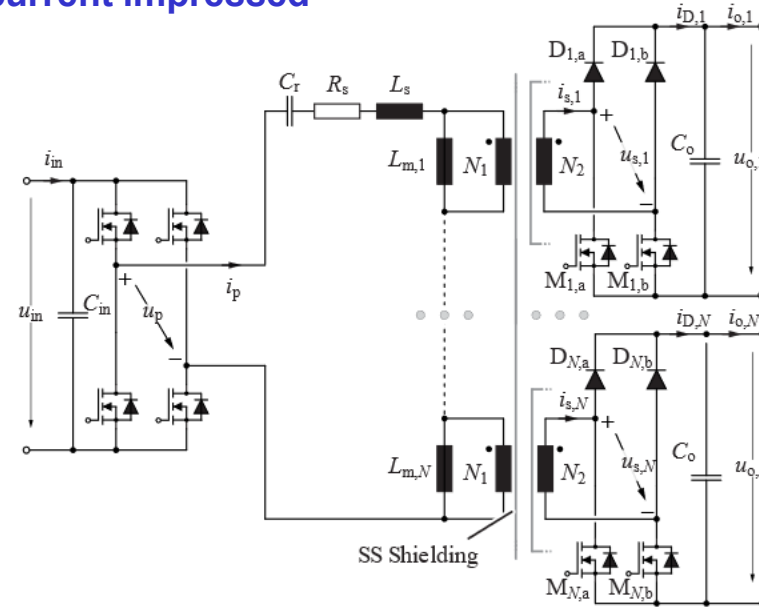 current impressed
i_D,1 i_o,1
D_1,a D_1,b
C_r R_s L_s
i_s,1
+
L_m,1 N_1 N_2 u_s,1 C_o u_o,
i_in
−
M_1,a M_1,b
+
i_p
u_in C_in u_p
−
i_D,N i_o,N
D_N,a D_N,b
i_s,N
+
L_m,N N_1 N_2 u_s,N C_o u_o,
−
SS Shielding
M_N,a M_N,b